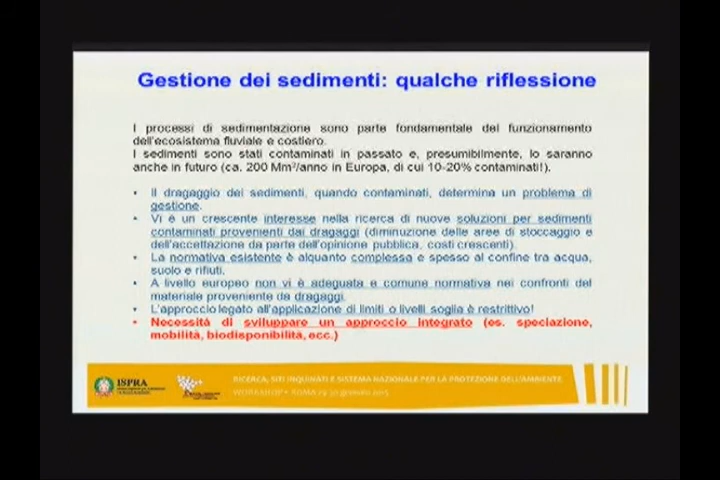 Gestione dei sedimenti: qualche riflessione
I processi di sedimentazione sono parte fondamentale del funzionamento
dell'ecosistema fluviale e costiero.
I sedimenti sono stati contaminati in passato e, presumibilmente, lo saranno
anche in futuro (ca. 200 Mm³/anno in Europa, di cui 10-20% contaminati!).
• Il dragaggio dei sedimenti, quando contaminati, determina un problema di
gestione.
• Vi è un crescente interesse nella ricerca di nuove soluzioni per sedimenti
contaminati provenienti dai dragaggi (diminuzione delle aree di stoccaggio e
dell'accettazione da parte dell'opinione pubblica, costi crescenti).
• La normativa esistente è alquanto complessa e spesso al confine tra acqua,
suolo e rifiuti.
• A livello europeo non vi è adeguata e comune normativa nei confronti del
materiale proveniente da dragaggi.
• L'approccio legato all'applicazione di limiti o livelli soglia è restrittivo!
• Necessità di sviluppare un approccio integrato (es. speciazione,
mobilità, biodisponibilità, ecc.)
ISPRA
RICERCA, SITI INQUINATI E SISTEMA NAZIONALE PER LA PROTEZIONE DELL'AMBIENTE
WORKSHOP • ROMA